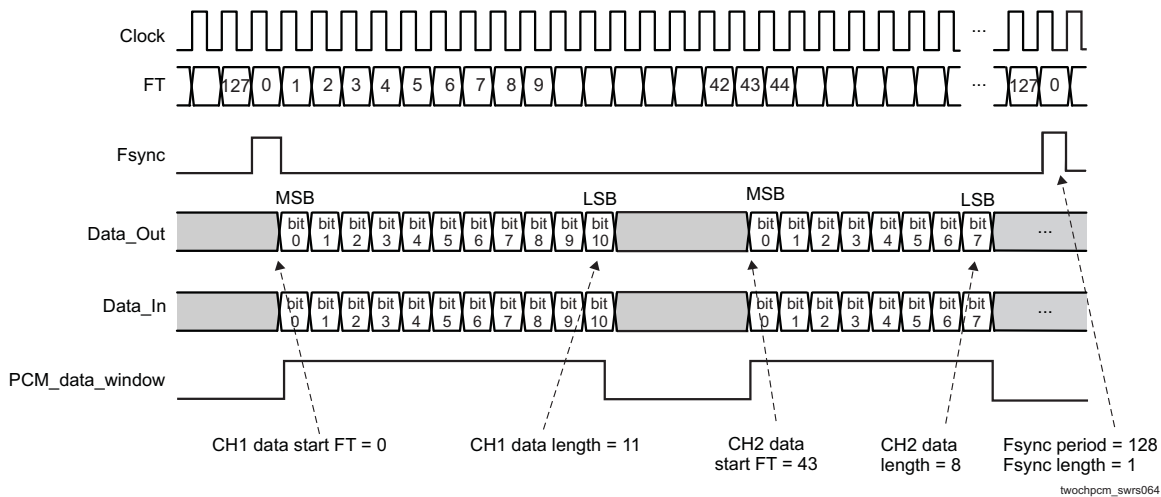 Clock ...
FT 127 0 1 2 3 4 5 6 7 8 9 42 43 44 ... 127 0
Fsync
MSB LSB MSB LSB
Data_Out bit 0 bit 1 bit 2 bit 3 bit 4 bit 5 bit 6 bit 7 bit 8 bit 9 bit 10 bit 0 bit 1 bit 2 bit 3 bit 4 bit 5 bit 6 bit 7 ...
Data_In bit 0 bit 1 bit 2 bit 3 bit 4 bit 5 bit 6 bit 7 bit 8 bit 9 bit 10 bit 0 bit 1 bit 2 bit 3 bit 4 bit 5 bit 6 bit 7 ...
PCM_data_window
CH1 data start FT = 0
CH1 data length = 11
CH2 data
start FT = 43
CH2 data
length = 8
Fsync period = 128
Fsync length = 1
twochpcm_swrs064